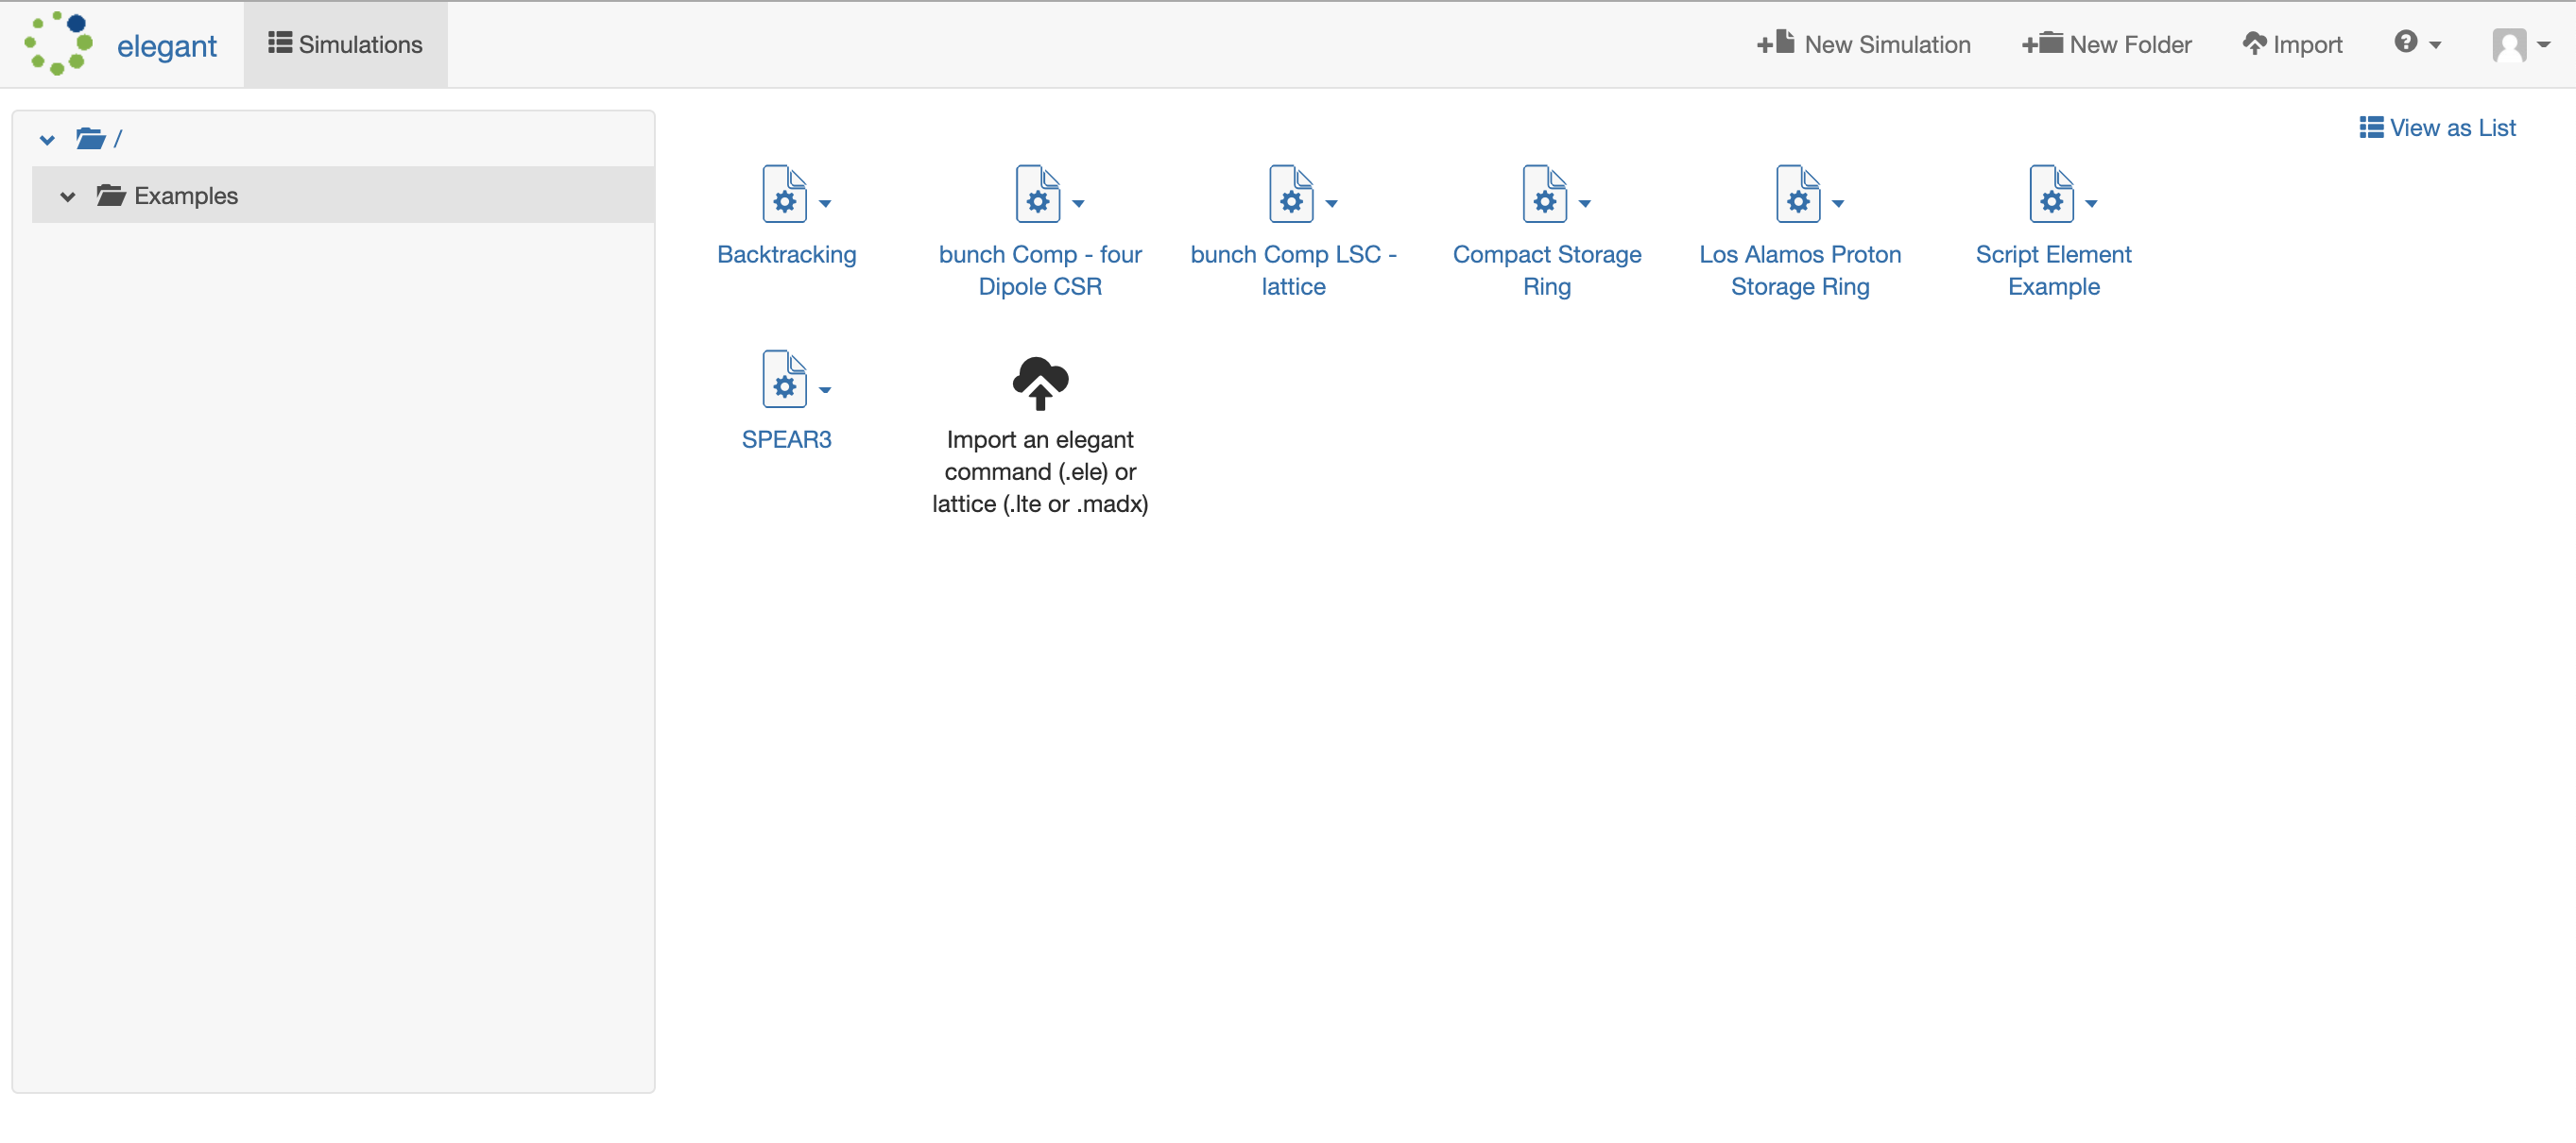 elegant
Simulations
New Simulation
New Folder
Import
/
View as List
Examples
Backtracking
bunch Comp - four
Dipole CSR
bunch Comp LSC -
lattice
Compact Storage
Ring
Los Alamos Proton
Storage Ring
Script Element
Example
SPEAR3
Import an elegant
command (.ele) or
lattice (.lte or .madx)